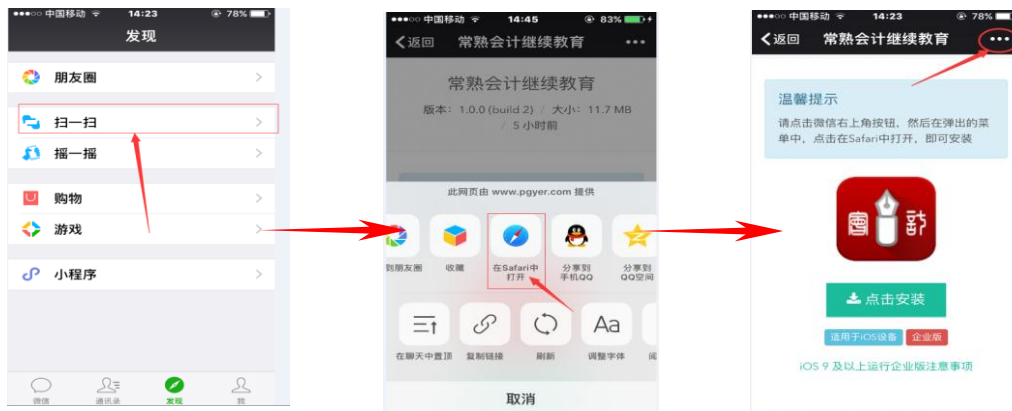 中国移动 14:23 78%
发现
朋友圈
扫一扫
摇一摇
购物
游戏
小程序
微信 通讯录 发现 我
中国移动 14:45 83%
返回 常熟会计继续教育
常熟会计继续教育
版本：1.0.0 (build 2) / 大小：11.7 MB
/ 5 小时前
此网页由 www.pgyer.com 提供
到朋友圈 收藏 在Safari中 分享到 分享到
打开 手机QQ QQ空间
Aa
在聊天中置顶 复制链接 刷新 调整字体 阅
取消
中国移动 14:23 78%
返回 常熟会计继续教育
温馨提示
请点击微信右上角按钮，然后在弹出的菜
单中，点击在Safari中打开，即可安装
會 計
点击安装
适用于iOS设备 企业版
iOS 9 及以上运行企业版注意事项